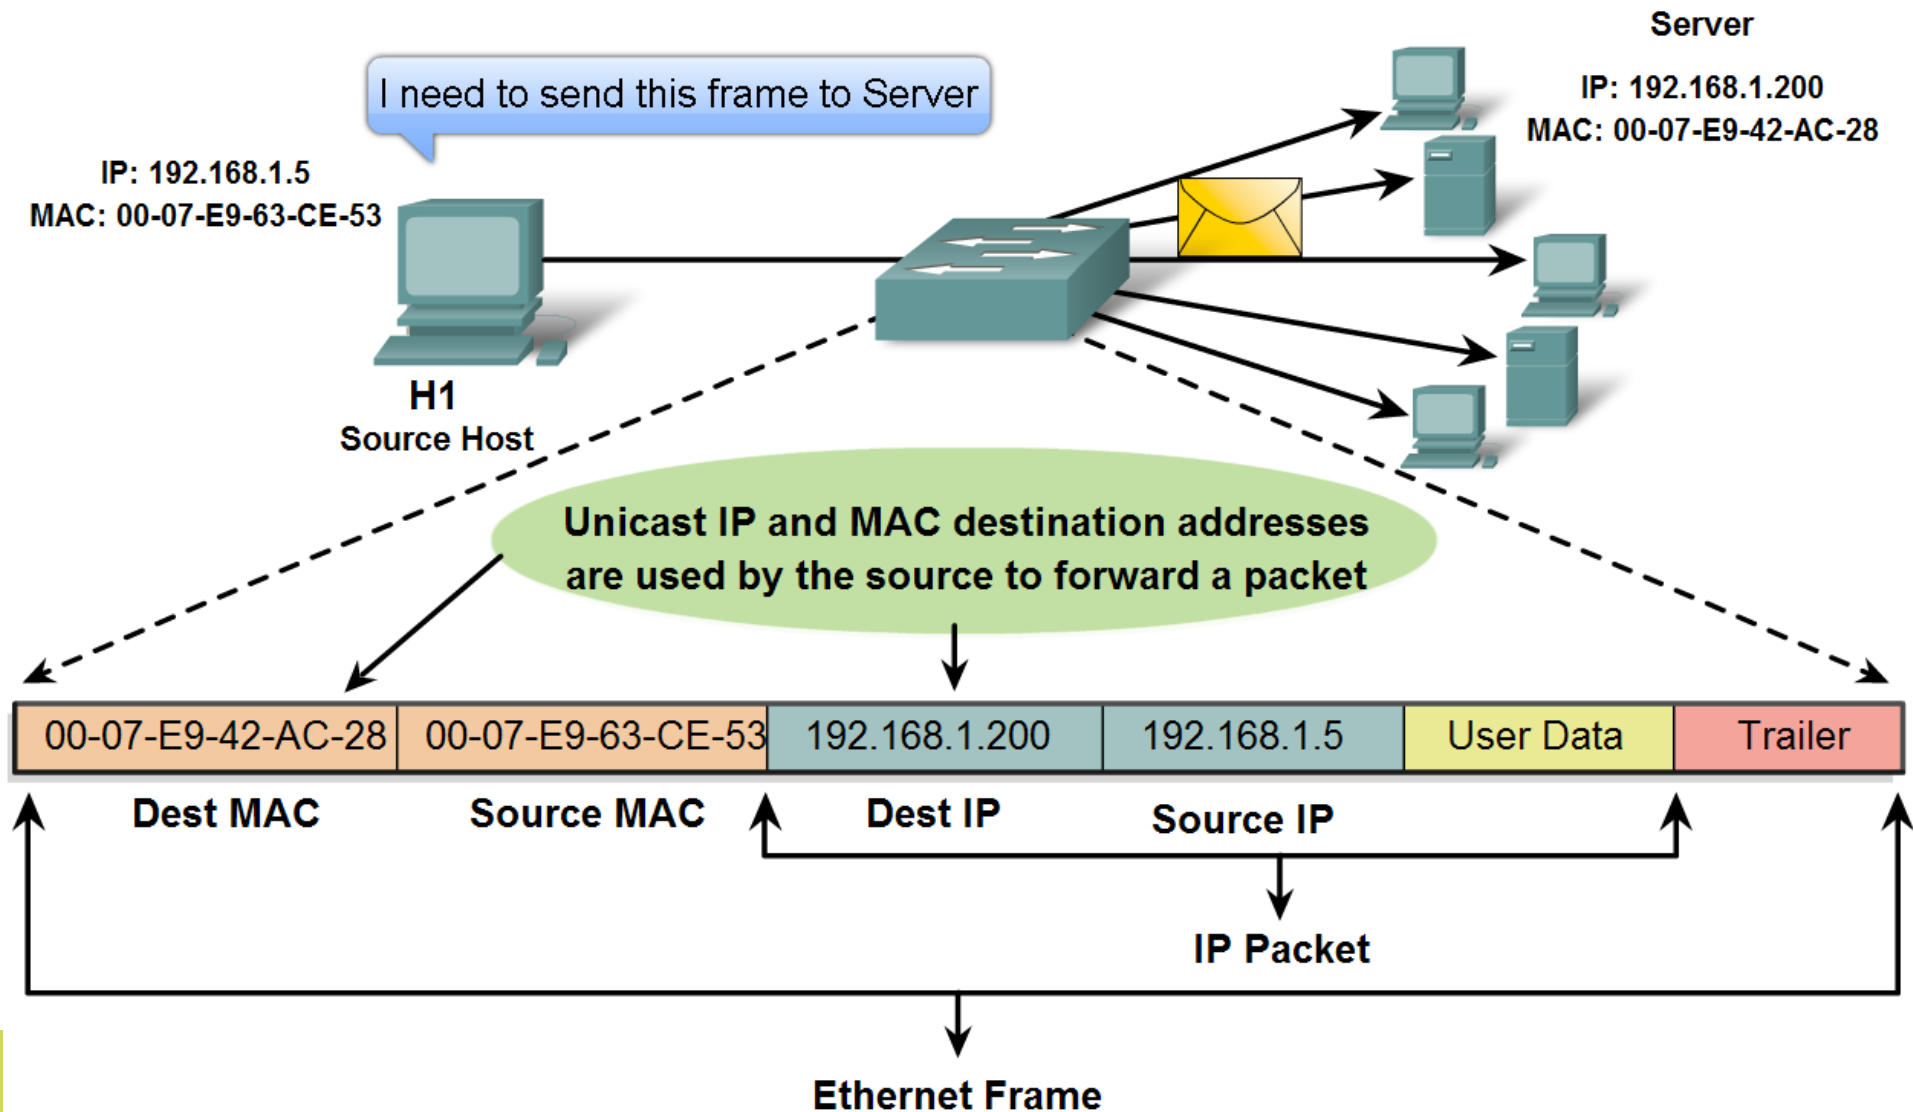 Server
IP: 192.168.1.200
MAC: 00-07-E9-42-AC-28
I need to send this frame to Server
IP: 192.168.1.5
MAC: 00-07-E9-63-CE-53
H1
Source Host
Unicast IP and MAC destination addresses
are used by the source to forward a packet
00-07-E9-42-AC-28 00-07-E9-63-CE-53 192.168.1.200 192.168.1.5 User Data Trailer
Dest MAC Source MAC Dest IP Source IP
IP Packet
Ethernet Frame